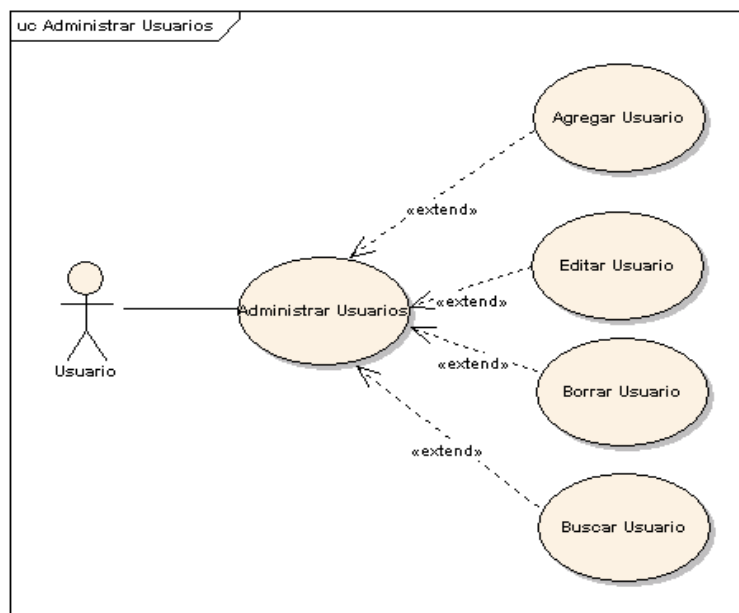 uc Administrar Usuarios
Agregar Usuario
«extend»
Editar Usuario
«extend»
Administrar Usuarios
Usuario
«extend»
Borrar Usuario
«extend»
Buscar Usuario